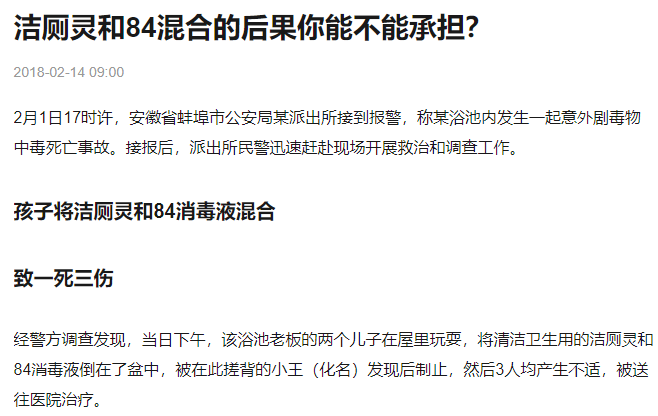 洁厕灵和84混合的后果你能不能承担？
2018-02-14 09:00
2月1日17时许，安徽省蚌埠市公安局某派出所接到报警，称某浴池内发生一起意外剧毒物
中毒死亡事故。接报后，派出所民警迅速赶赴现场开展救治和调查工作。
孩子将洁厕灵和84消毒液混合
致一死三伤
经警方调查发现，当日下午，该浴池老板的两个儿子在屋里玩耍，将清洁卫生用的洁厕灵和
84消毒液倒在了盆中，被在此搓背的小王（化名）发现后制止，然后3人均产生不适，被送
往医院治疗。